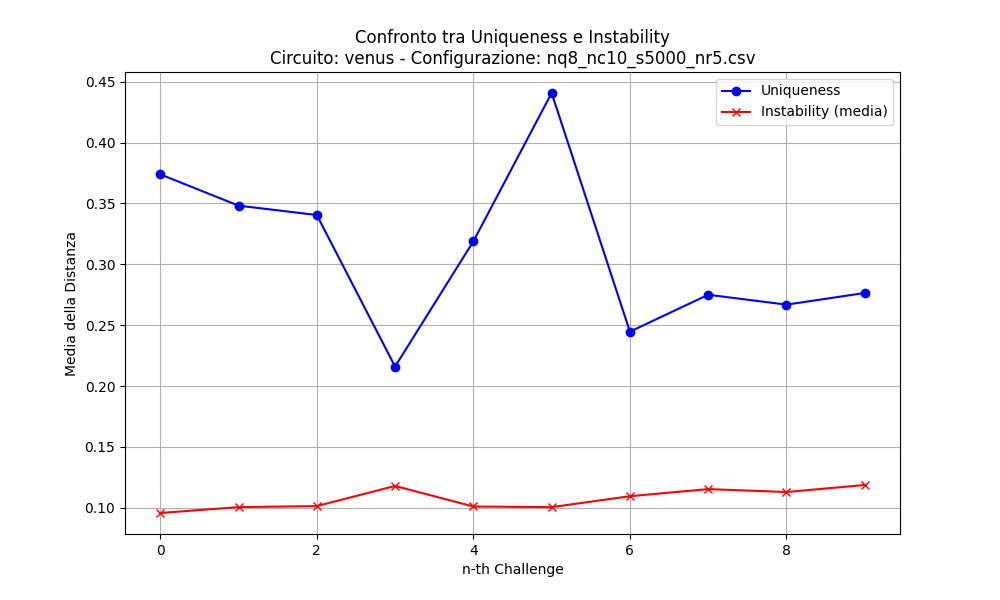 Confronto tra Uniqueness e Instability
Circuito: venus - Configurazione: nq8_nc10_s5000_nr5.csv
Uniqueness
Instability (media)
Media della Distanza
0.45
0.40
0.35
0.30
0.25
0.20
0.15
0.10
0
2
4
6
8
n-th Challenge